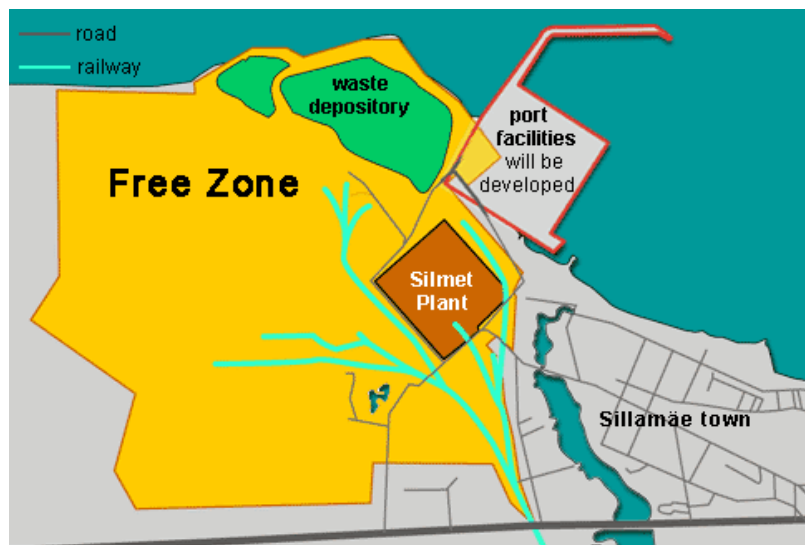 road
railway
waste
depository
port
facilities
will be
developed
Free Zone
Silmet
Plant
Sillamäe town